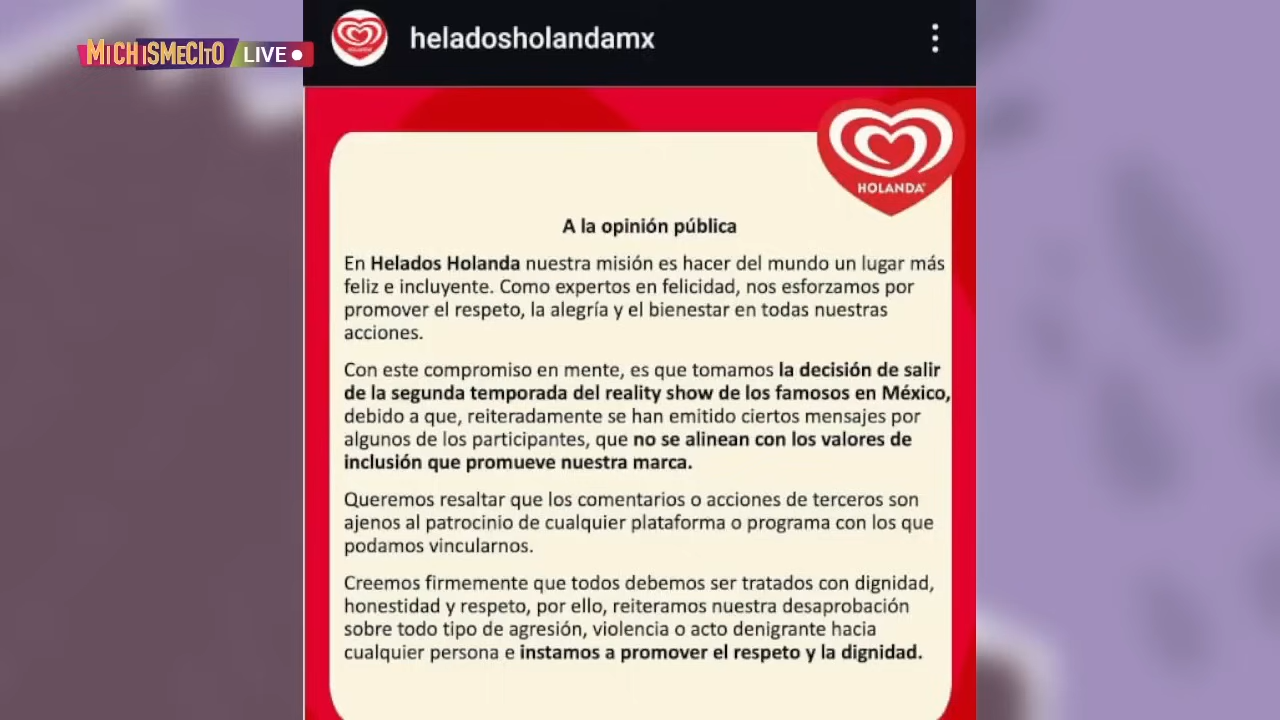 MICHISMECITO LIVE
heladosholandamx
HOLANDA
HOLANDA
A la opinión pública
En Helados Holanda nuestra misión es hacer del mundo un lugar más
feliz e incluyente. Como expertos en felicidad, nos esforzamos por
promover el respeto, la alegría y el bienestar en todas nuestras
acciones.
Con este compromiso en mente, es que tomamos la decisión de salir
de la segunda temporada del reality show de los famosos en México,
debido a que, reiteradamente se han emitido ciertos mensajes por
algunos de los participantes, que no se alinean con los valores de
inclusión que promueve nuestra marca.
Queremos resaltar que los comentarios o acciones de terceros son
ajenos al patrocinio de cualquier plataforma o programa con los que
podamos vincularnos.
Creemos firmemente que todos debemos ser tratados con dignidad,
honestidad y respeto, por ello, reiteramos nuestra desaprobación
sobre todo tipo de agresión, violencia o acto denigrante hacia
cualquier persona e instamos a promover el respeto y la dignidad.